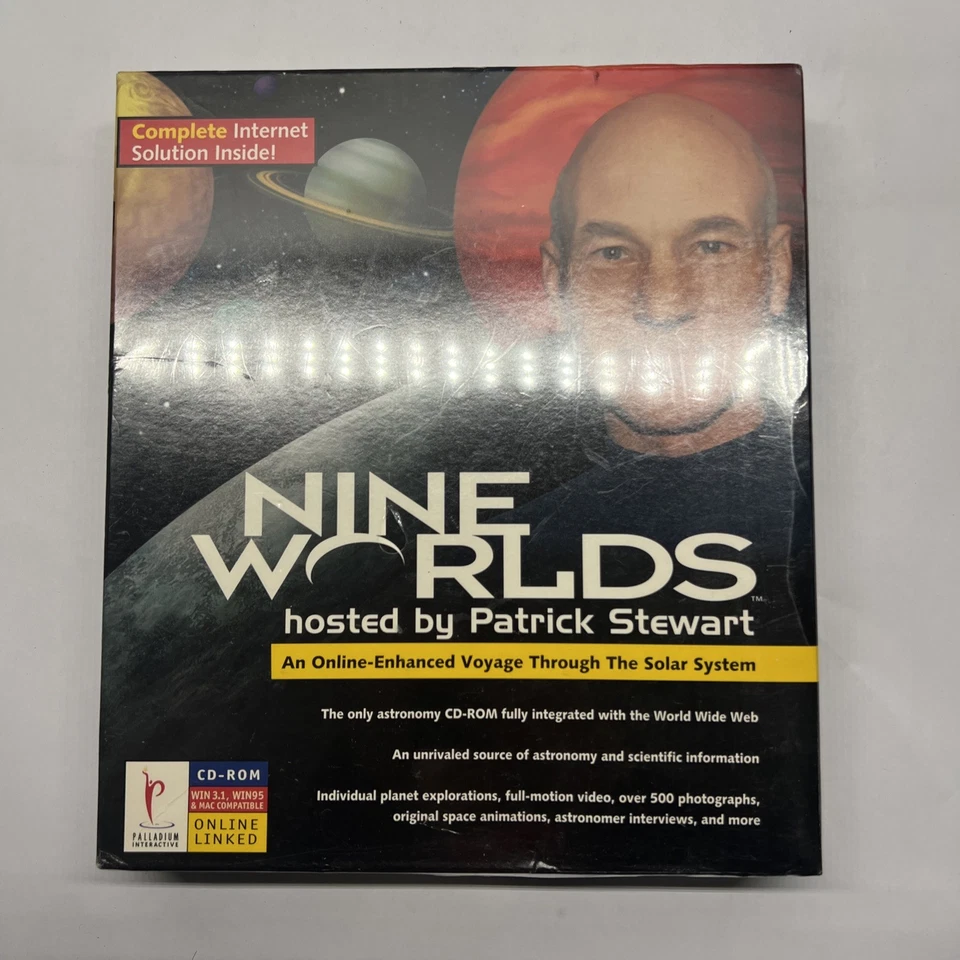 Complete Internet
Solution Inside!
NINE
WORLDS™
hosted by Patrick Stewart
An Online-Enhanced Voyage Through The Solar System
The only astronomy CD-ROM fully integrated with the World Wide Web
An unrivaled source of astronomy and scientific information
Individual planet explorations, full-motion video, over 500 photographs,
original space animations, astronomer interviews, and more
PALLADIUM
INTERACTIVE
CD-ROM
WIN 3.1, WIN95
& MAC COMPATIBLE
ONLINE
LINKED